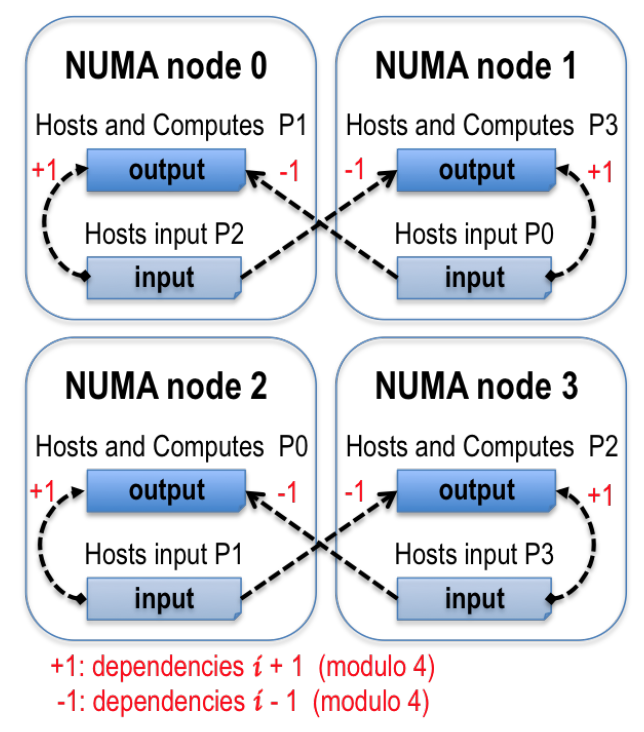 NUMA node 0
Hosts and Computes P1
+1
output
-1
Hosts input P2
input
NUMA node 1
Hosts and Computes P3
-1
output
+1
Hosts input P0
input
NUMA node 2
Hosts and Computes P0
+1
output
-1
Hosts input P1
input
NUMA node 3
Hosts and Computes P2
-1
output
+1
Hosts input P3
input
+1: dependencies i + 1 (modulo 4)
-1: dependencies i - 1 (modulo 4)